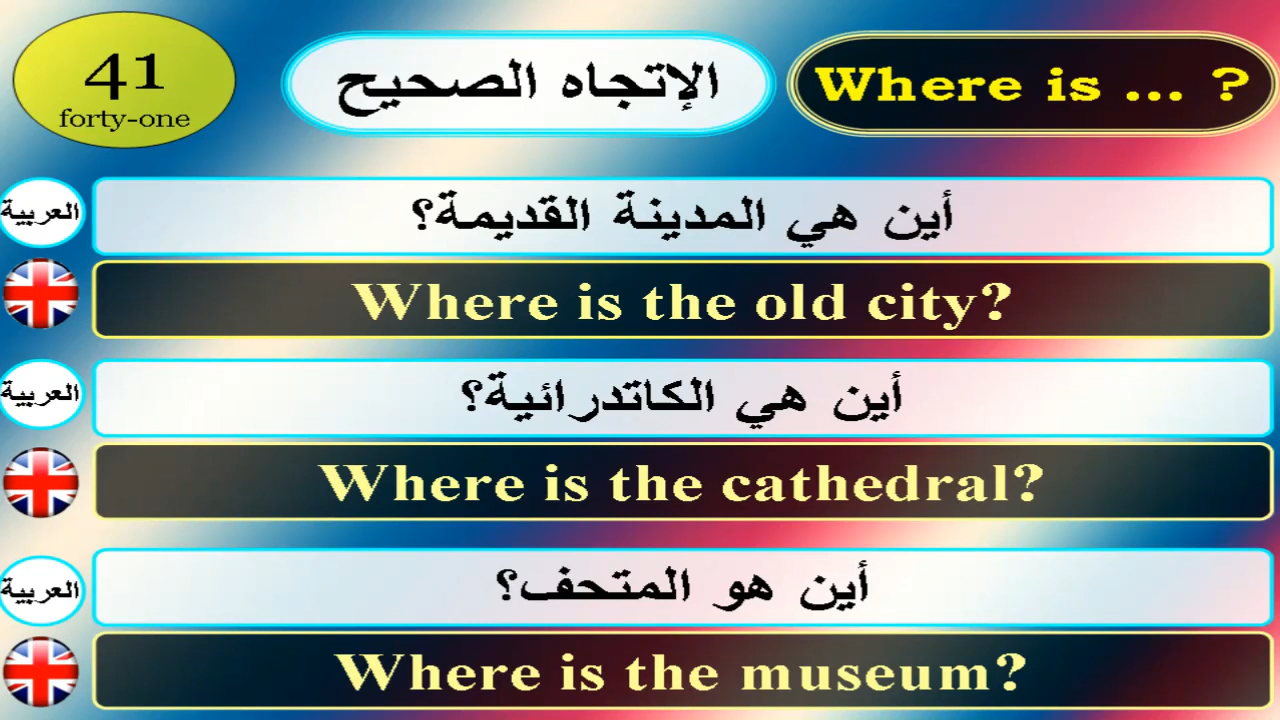 41
forty-one
الإتجاه الصحيح
Where is ... ?
العربية
أين هي المدينة القديمة؟
Where is the old city?
العربية
أين هي الكاتدرائية؟
Where is the cathedral?
العربية
أين هو المتحف؟
Where is the museum?